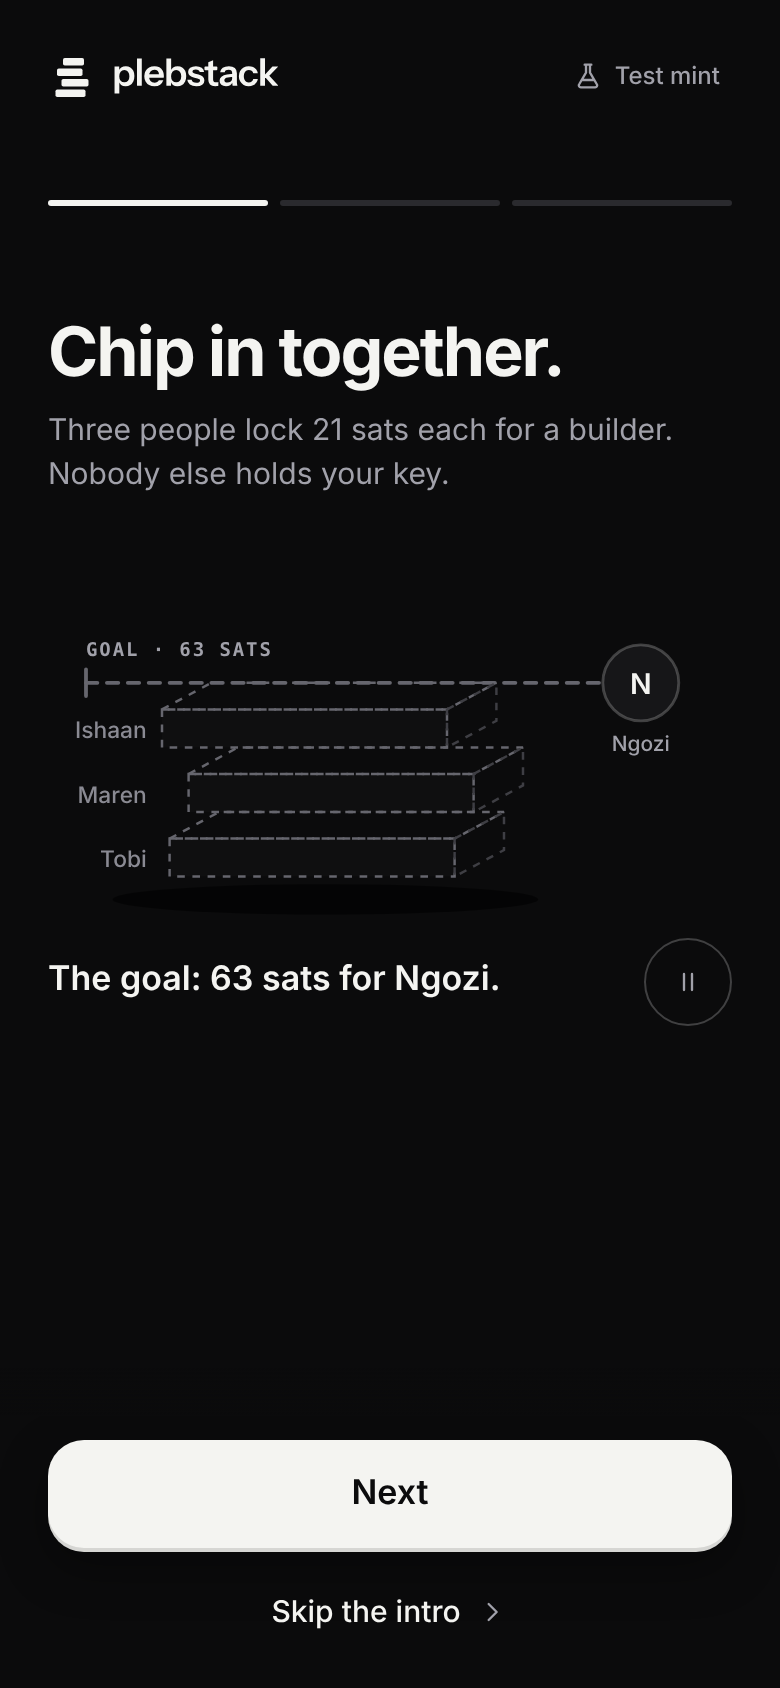 plebstack
Test mint
Chip in together.
Three people lock 21 sats each for a builder.
Nobody else holds your key.
GOAL · 63 SATS
N
Ishaan
Ngozi
Maren
Tobi
The goal: 63 sats for Ngozi.
Next
Skip the intro